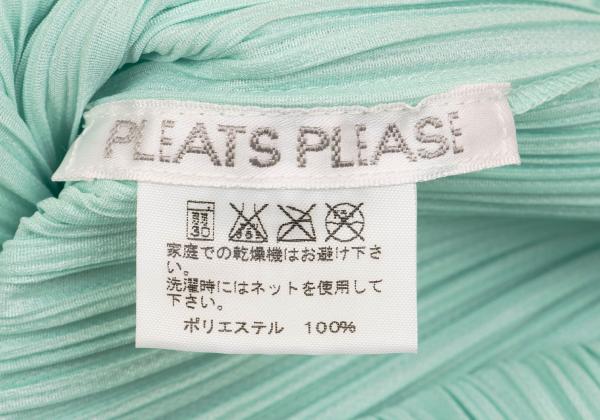 PLEATS PLEASE
弱
30
家庭での乾燥機はお避け下さ
い。
洗濯時にはネットを使用して
下さい。
ポリエステル 100%